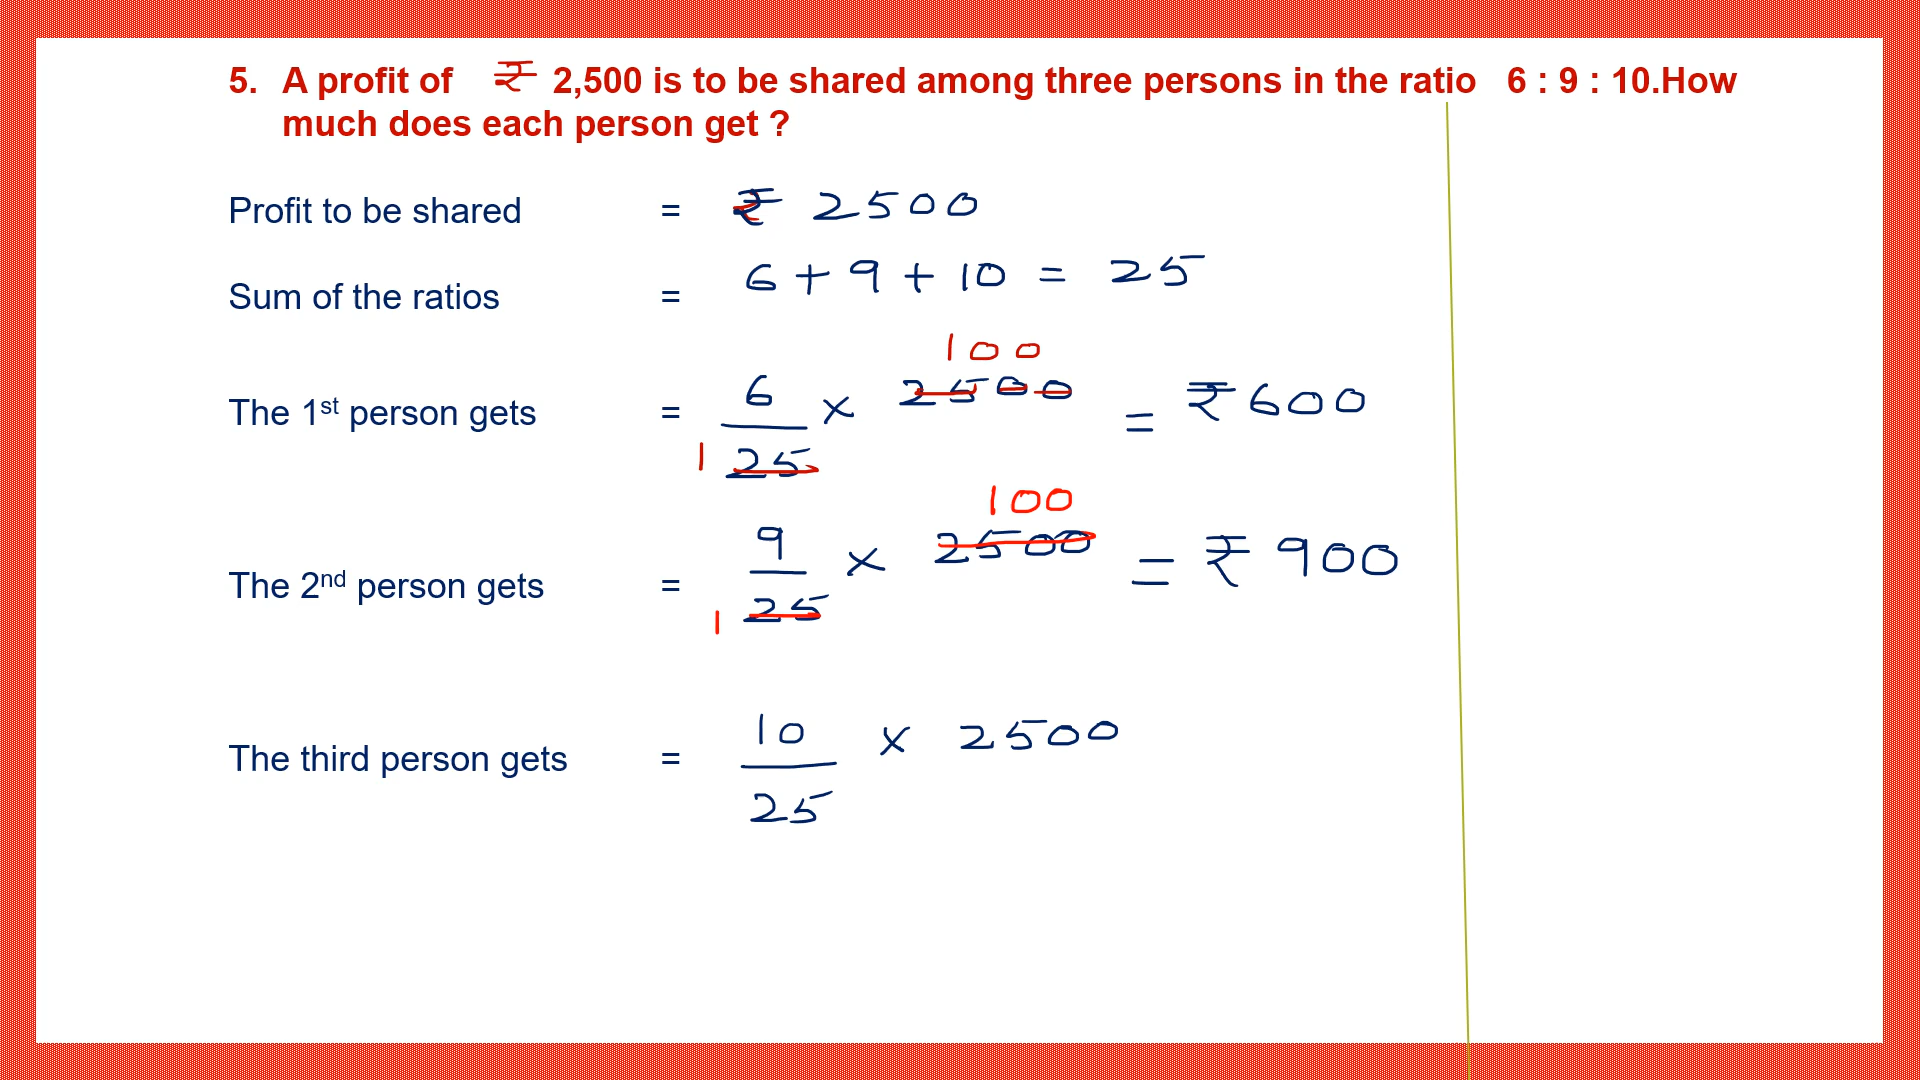 5. A profit of ₹ 2,500 is to be shared among three persons in the ratio 6 : 9 : 10.How
much does each person get ?
Profit to be shared = ₹ 2500
Sum of the ratios = 6 + 9 + 10 = 25
100
The 1st person gets = 6/25 × 2500 = ₹ 600
1
100
The 2nd person gets = 9/25 × 2500 = ₹ 900
1
The third person gets = 10/25 × 2500